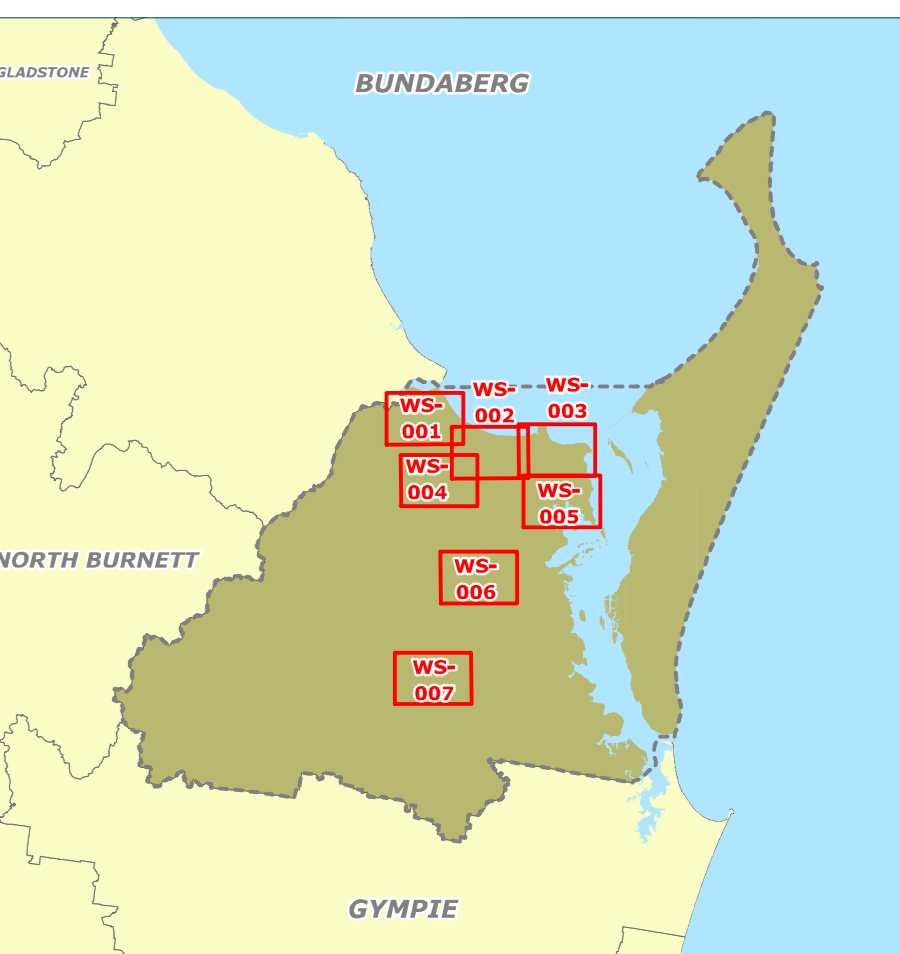 GLADSTONE
BUNDABERG
WS-
001
WS-
002
WS-
003
WS-
004
WS-
005
NORTH BURNETT
WS-
006
WS-
007
GYMPIE